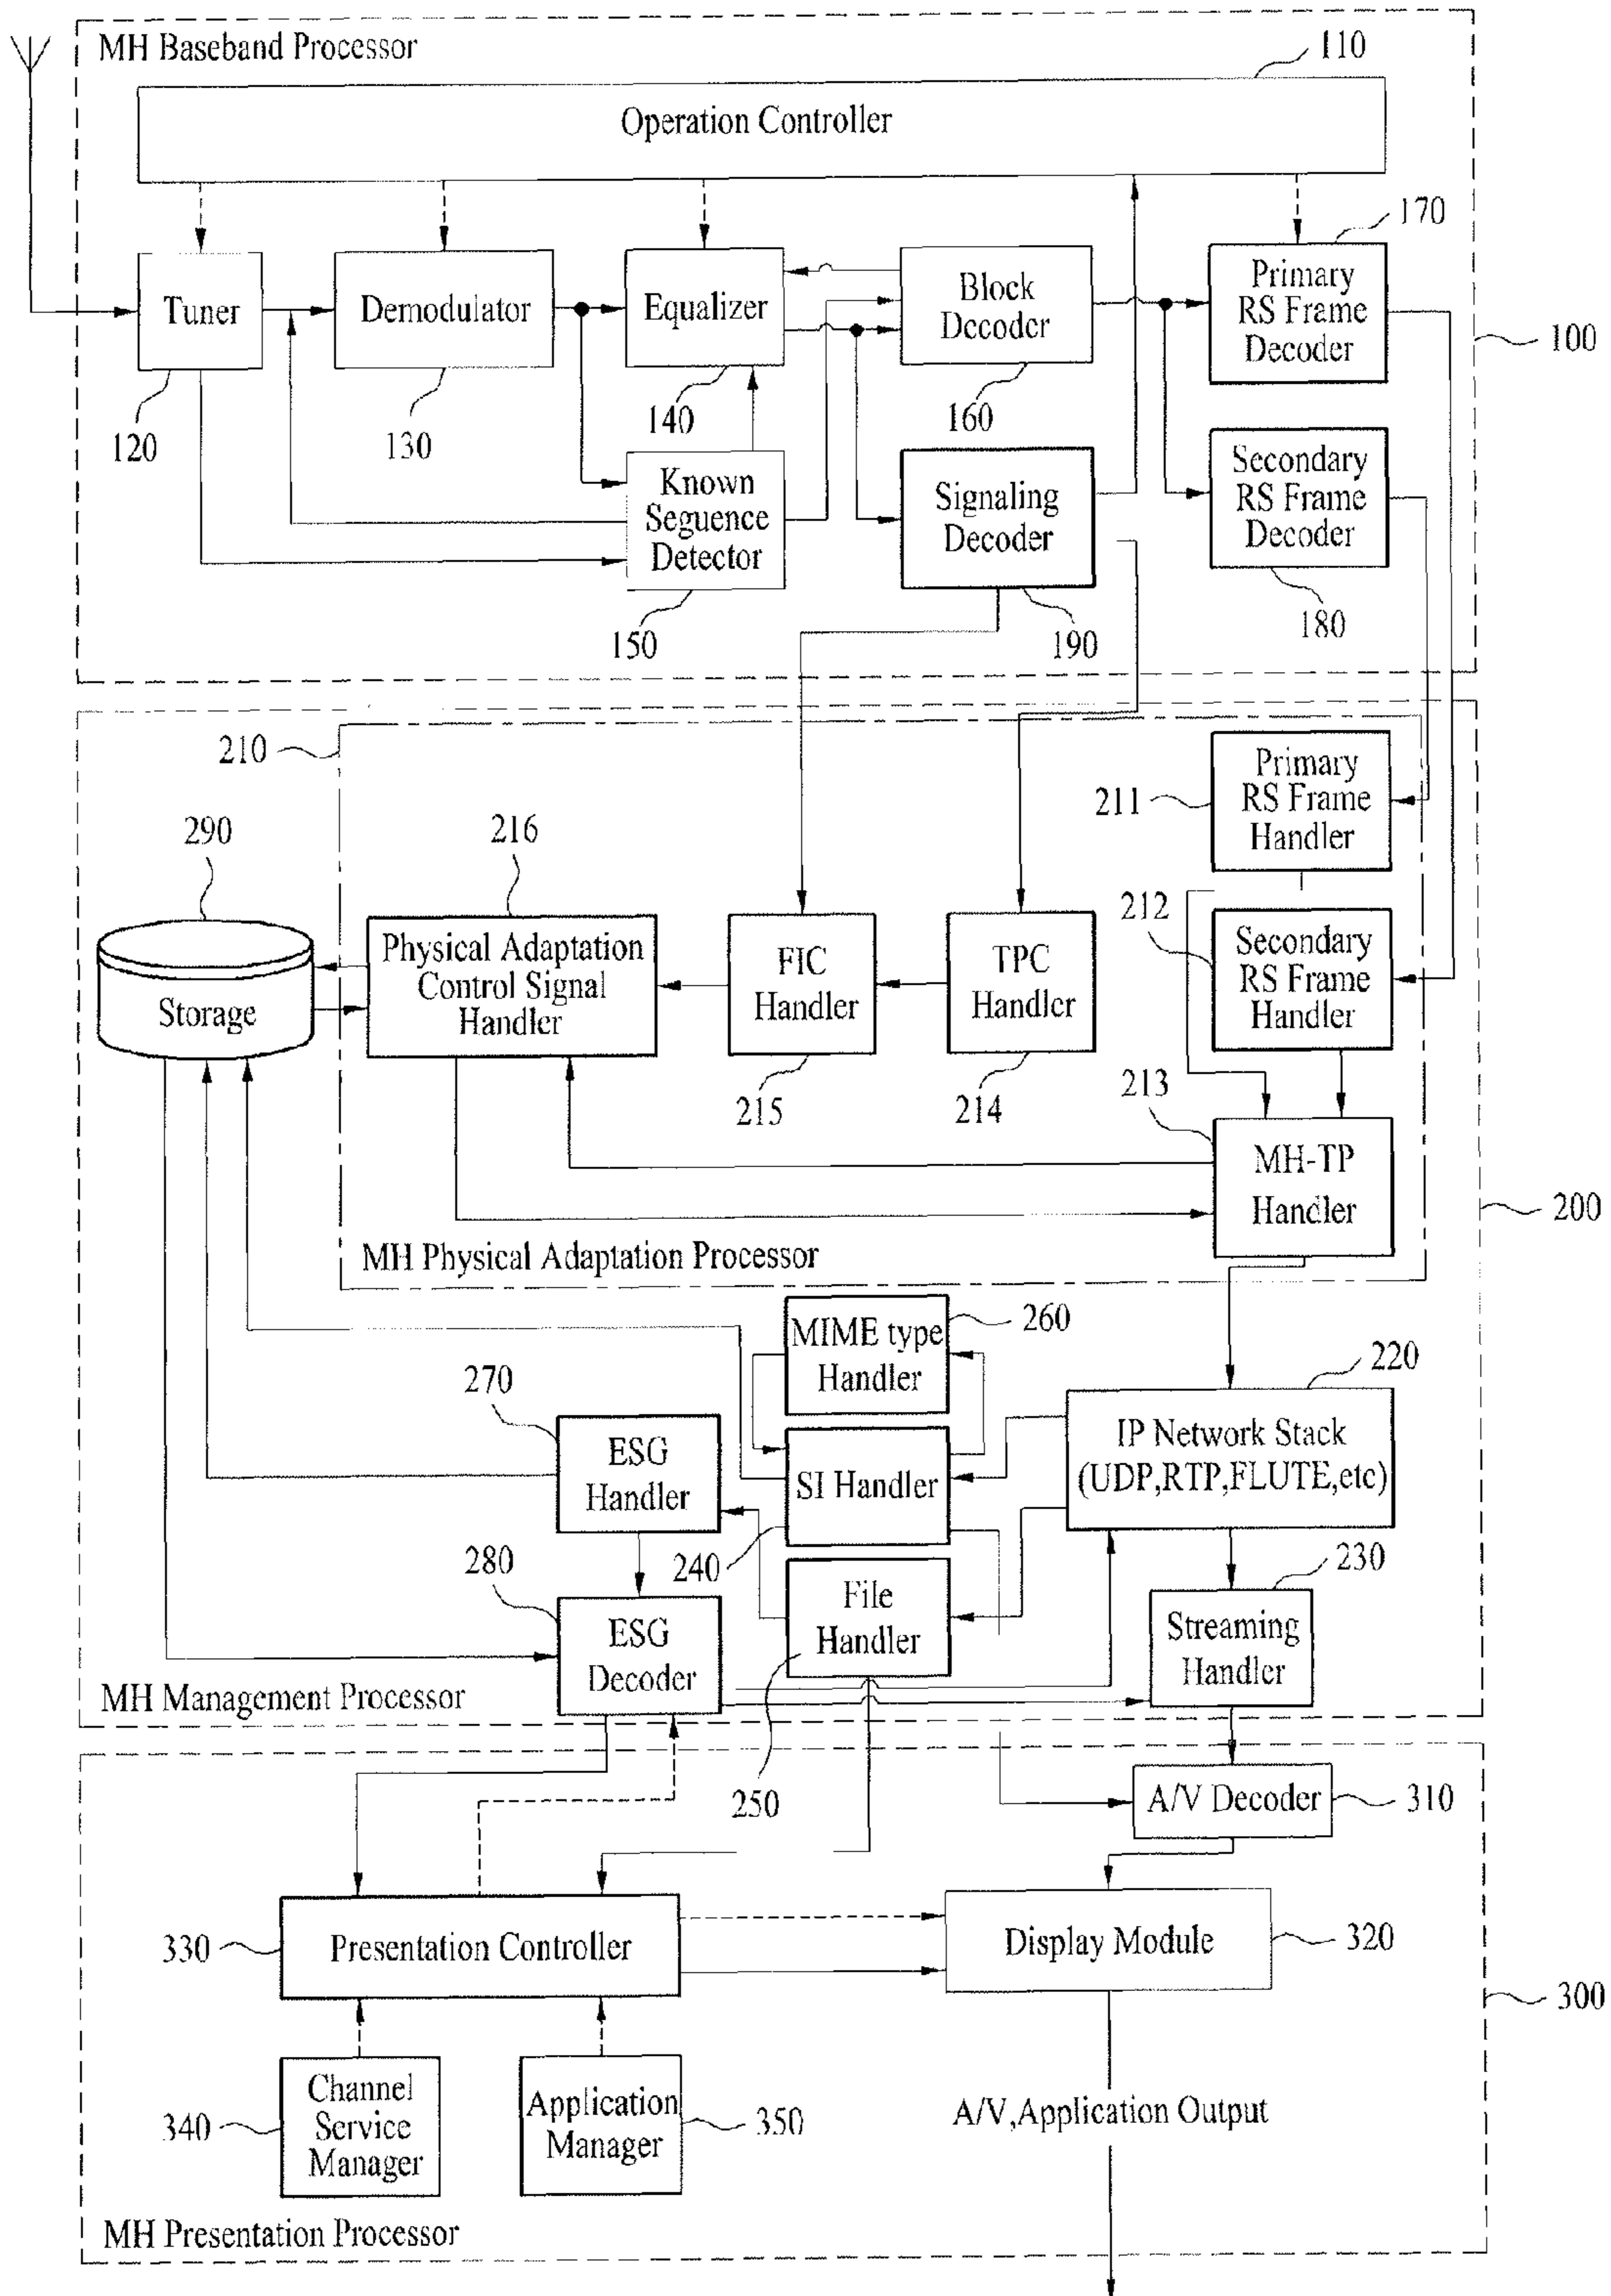 MH Baseband Processor
110
Operation Controller
170
Tuner
Demodulator
Equalizer
Block
Decoder
Primary
RS Frame
Decoder
100
120
130
140
160
Known
Seguence
Detector
Signaling
Decoder
Secondary
RS Frame
Decoder
150
190
180
210
Primary
RS Frame
Handler
211
290
216
212
Storage
Physical Adaptation
Control Signal
Handler
FIC
Handler
TPC
Handler
Secondary
RS Frame
Handler
215
214
213
MH-TP
Handler
200
MH Physical Adaptation Processor
MIME type
Handler
260
220
270
ESG
Handler
SI Handler
IP Network Stack
(UDP,RTP,FLUTE,etc)
280
240
230
ESG
Decoder
File
Handler
Streaming
Handler
MH Management Processor
250
A/V Decoder
310
330
Presentation Controller
Display Module
320
300
340
Channel
Service
Manager
Application
Manager
350
A/V,Application Output
MH Presentation Processor